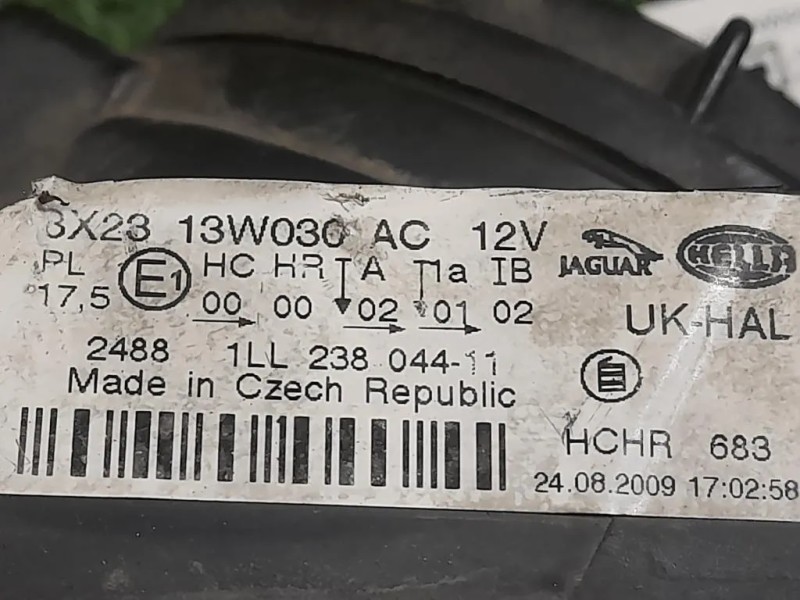 8X23 13W030 AC 12V
JAGUAR HELLA
PL E1 HC HR A 1a IB
17,5 00 00 02 01 02 UK-HAL
2488 1LL 238 044-11
Made in Czech Republic
HCHR 683
24.08.2009 17:02:58